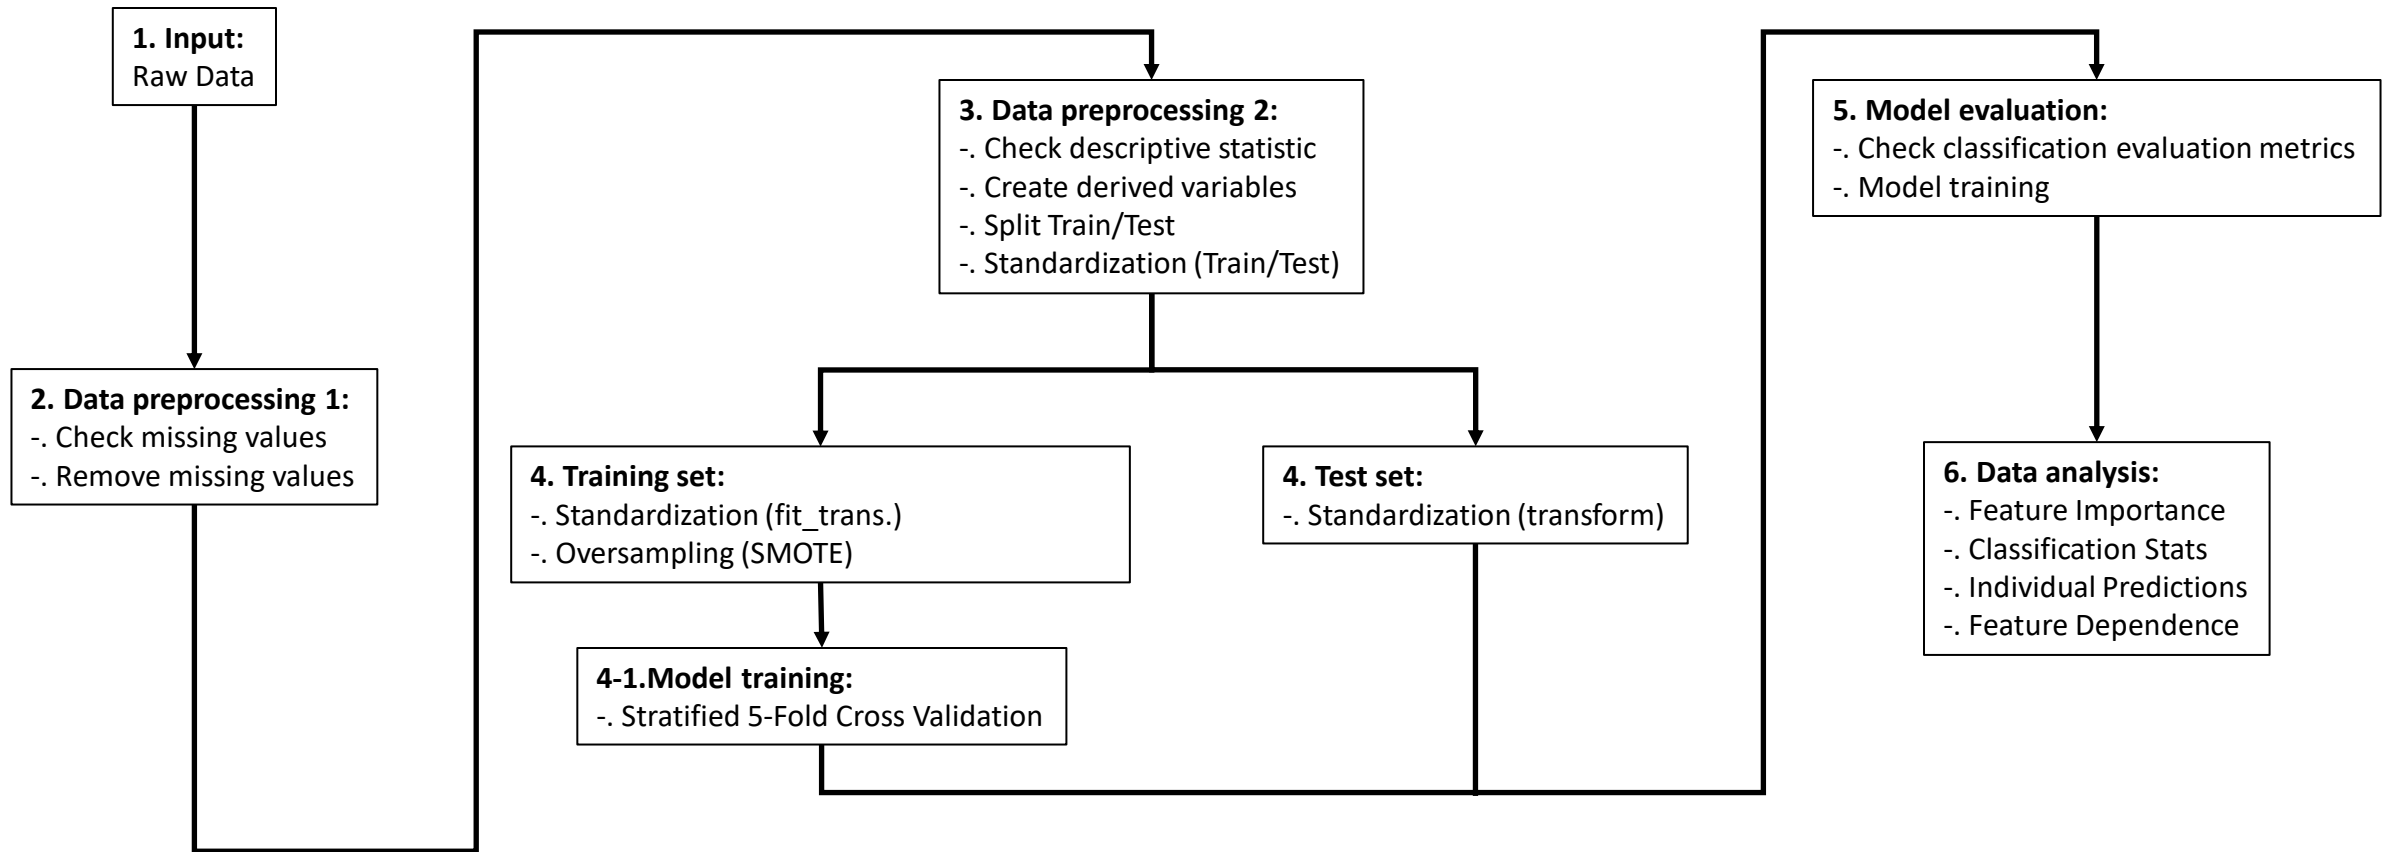 1. Input:
Raw Data
2. Data preprocessing 1:
-. Check missing values
-. Remove missing values
3. Data preprocessing 2:
-. Check descriptive statistic
-. Create derived variables
-. Split Train/Test
-. Standardization (Train/Test)
4. Training set:
-. Standardization (fit_trans.)
-. Oversampling (SMOTE)
4. Test set:
-. Standardization (transform)
4-1.Model training:
-. Stratified 5-Fold Cross Validation
5. Model evaluation:
-. Check classification evaluation metrics
-. Model training
6. Data analysis:
-. Feature Importance
-. Classification Stats
-. Individual Predictions
-. Feature Dependence